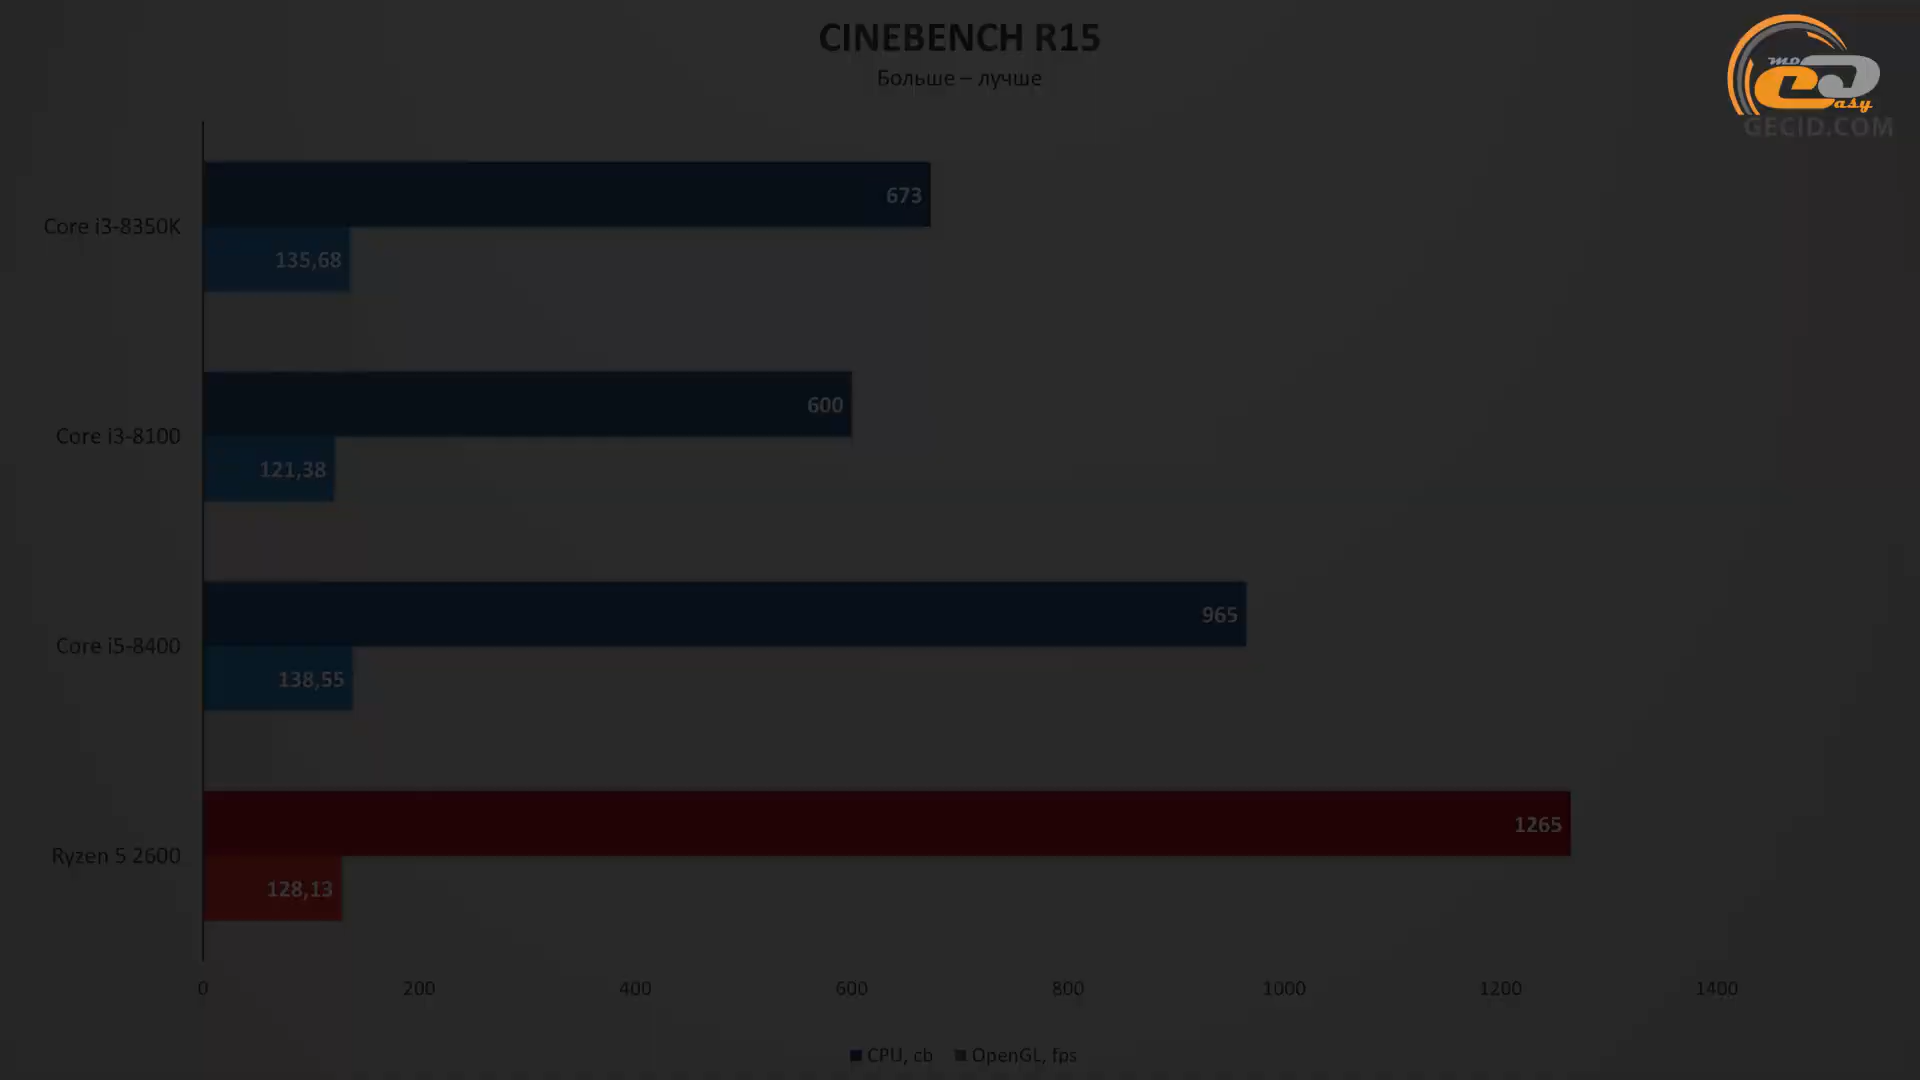 CINEBENCH R15
Больше – лучше
MD
easy
GECID.COM
Core i3-8350K
673
135,68
Core i3-8100
600
121,38
Core i5-8400
965
138,55
Ryzen 5 2600
1265
128,13
0 200 400 600 800 1000 1200 1400
CPU, cb OpenGL, fps